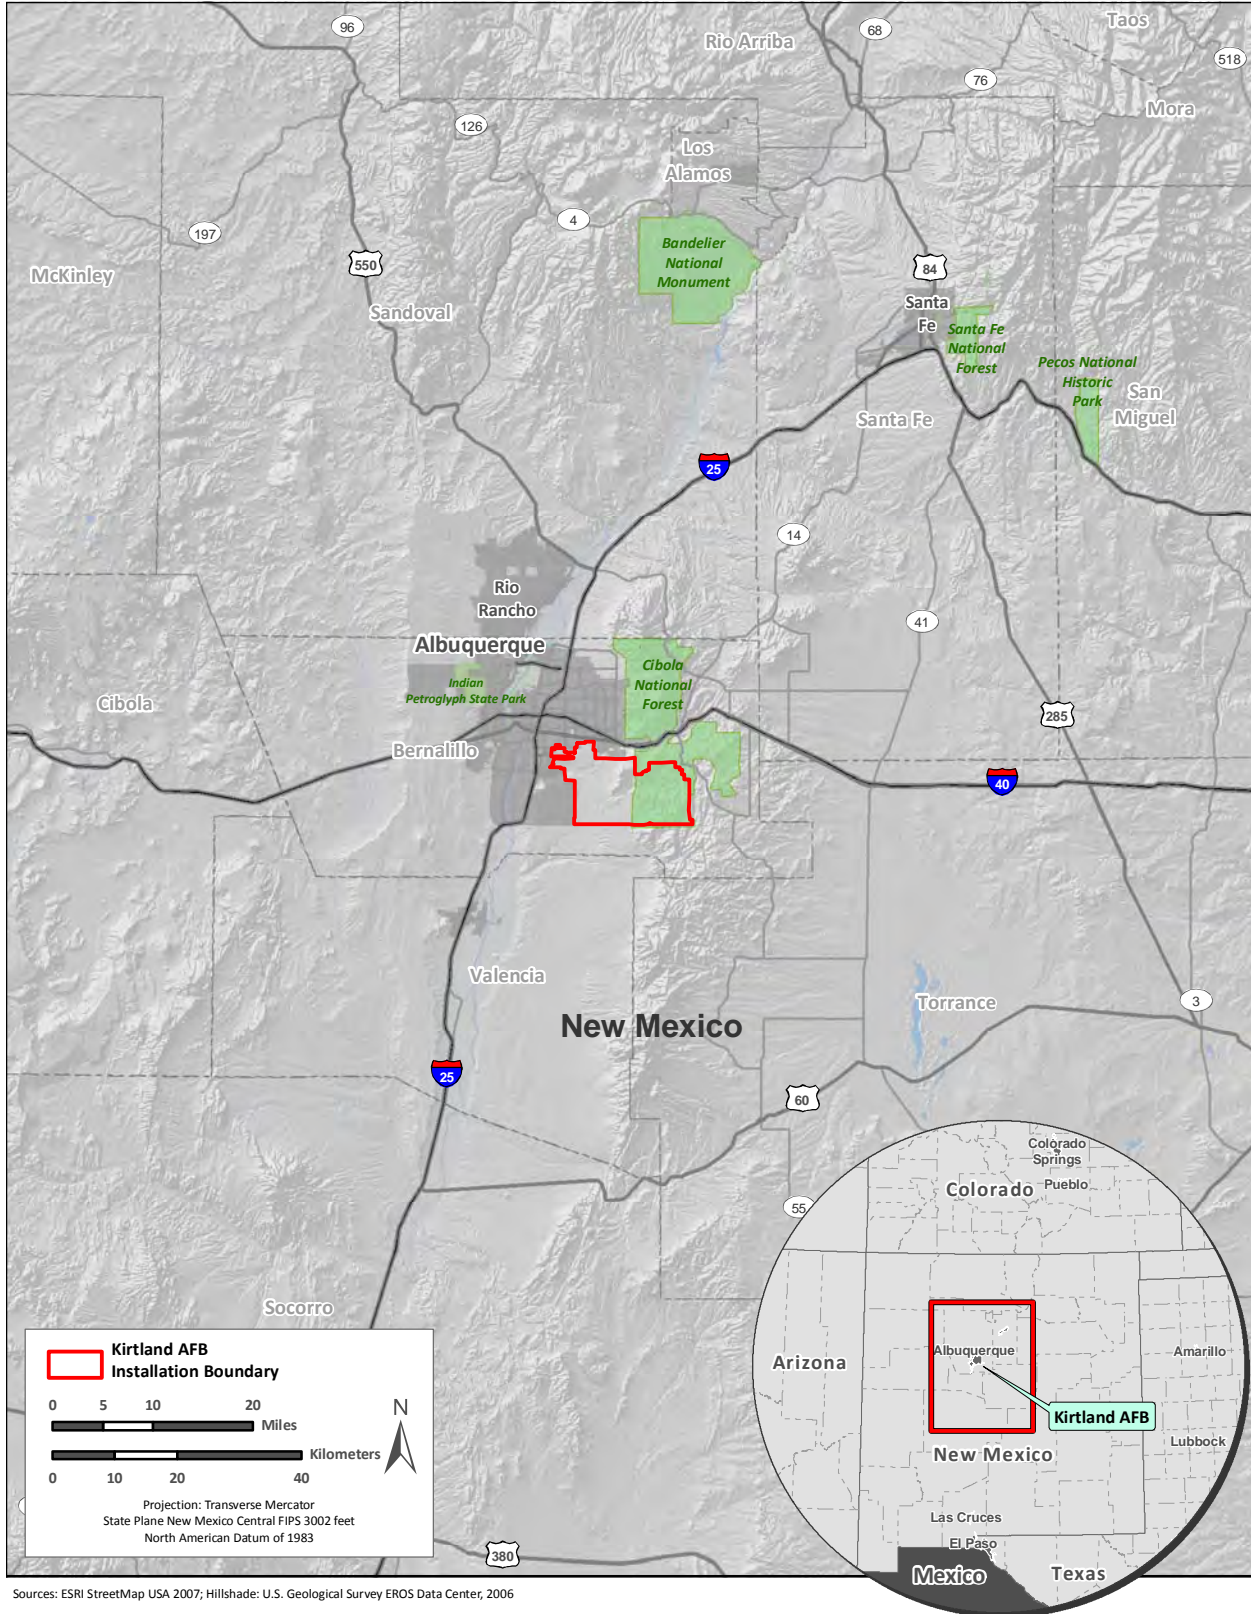 96
Rio Arriba
68
Taos
518
76
Mora
126
Los
Alamos
4
197
Bandelier
National
Monument
550
84
McKinley
Santa
Fe
Sandoval
Santa Fe
National
Forest
Pecos National
Historic
Park
San
Miguel
Santa Fe
25
14
Rio
Rancho
41
Albuquerque
Cibola
National
Forest
Indian
Petroglyph State Park
Cibola
285
Bernalillo
40
Valencia
Torrance
3
New Mexico
25
60
55
Socorro
380
Colorado
Springs
Colorado
Pueblo
Albuquerque
Amarillo
Arizona
Kirtland AFB
Lubbock
New Mexico
Las Cruces
El Paso
Mexico
Texas
Kirtland AFB
Installation Boundary
0 5 10 20
Miles
Kilometers
0 10 20 40
N
Projection: Transverse Mercator
State Plane New Mexico Central FIPS 3002 feet
North American Datum of 1983
Sources: ESRI StreetMap USA 2007; Hillshade: U.S. Geological Survey EROS Data Center, 2006